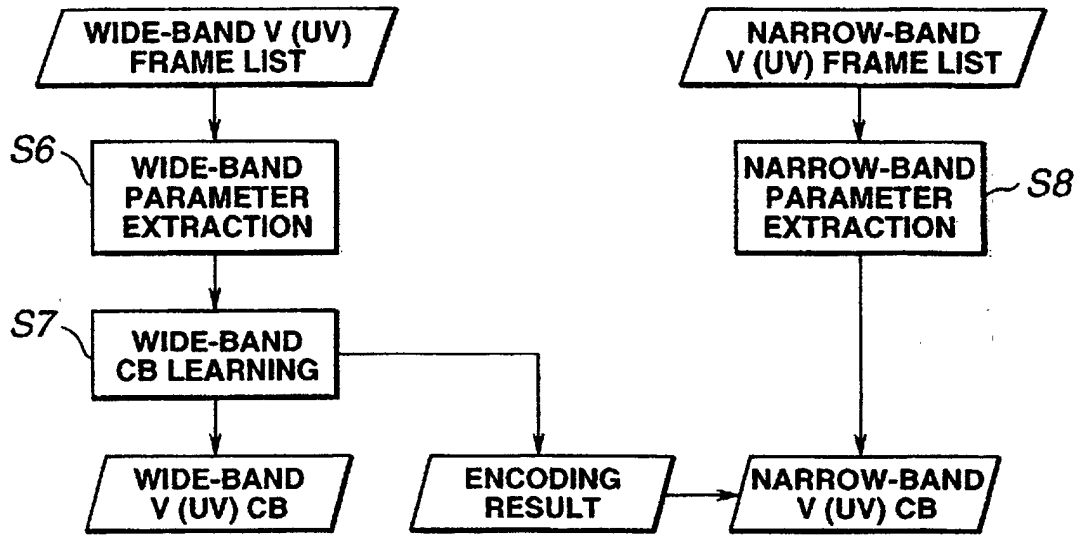 WIDE-BAND V (UV)
FRAME LIST
NARROW-BAND
V (UV) FRAME LIST
S6
WIDE-BAND
PARAMETER
EXTRACTION
NARROW-BAND
PARAMETER
EXTRACTION
S8
S7
WIDE-BAND
CB LEARNING
WIDE-BAND
V (UV) CB
ENCODING
RESULT
NARROW-BAND
V (UV) CB